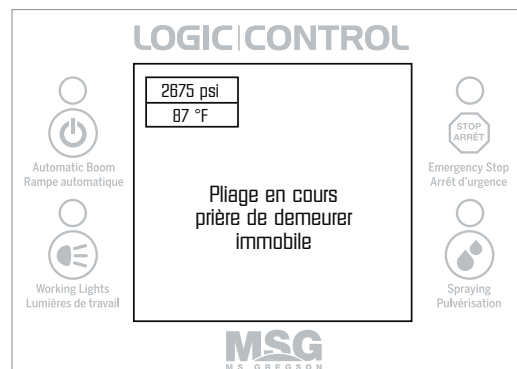 LOGIC|CONTROL
2675 psi
87 °F
STOP
ARRÊT
Automatic Boom
Rampe automatique
Emergency Stop
Arrêt d'urgence
Pliage en cours
prière de demeurer
immobile
Working Lights
Lumières de travail
Spraying
Pulvérisation
MSG
MS GREGSON